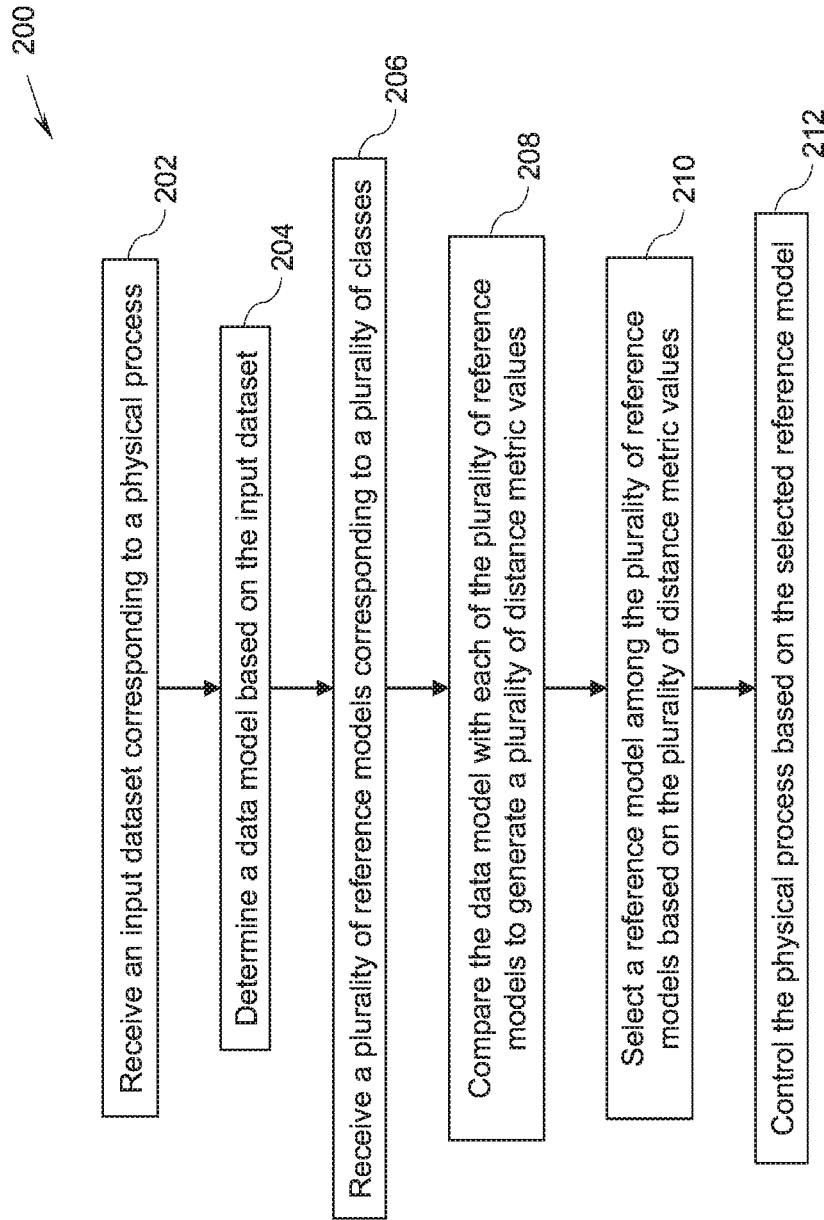 200
Receive an input dataset corresponding to a physical process
202
Determine a data model based on the input dataset
204
Receive a plurality of reference models corresponding to a plurality of classes
206
Compare the data model with each of the plurality of reference
models to generate a plurality of distance metric values
208
Select a reference model among the plurality of reference
models based on the plurality of distance metric values
210
Control the physical process based on the selected reference model
212